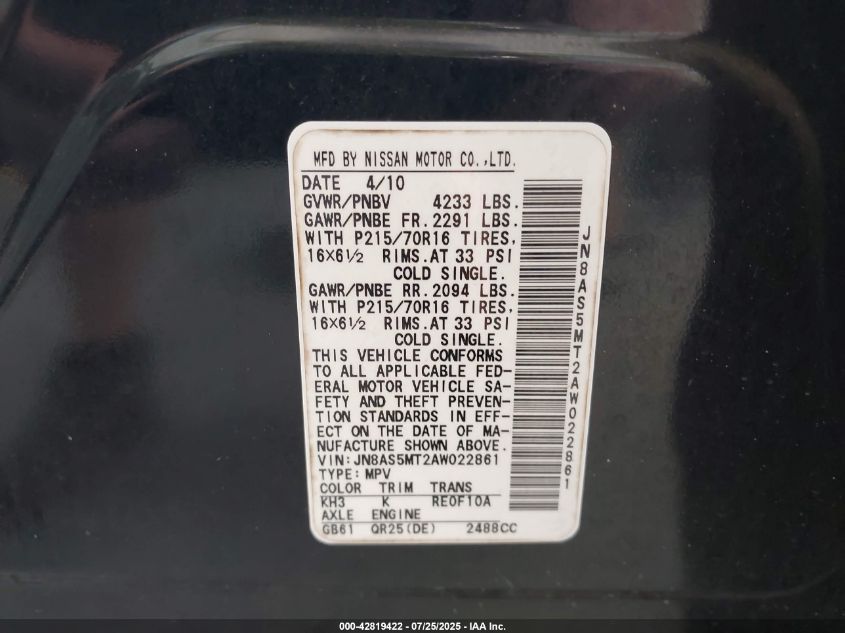 MFD BY NISSAN MOTOR CO.,LTD.
DATE 4/10
GVWR/PNBV 4233 LBS.
GAWR/PNBE FR.2291 LBS.
WITH P215/70R16 TIRES,
16×6½ RIMS.AT 33 PSI
COLD SINGLE.
GAWR/PNBE RR.2094 LBS.
WITH P215/70R16 TIRES,
16×6½ RIMS.AT 33 PSI
COLD SINGLE.
THIS VEHICLE CONFORMS
TO ALL APPLICABLE FED-
ERAL MOTOR VEHICLE SA-
FETY AND THEFT PREVEN-
TION STANDARDS IN EFF-
ECT ON THE DATE OF MA-
NUFACTURE SHOWN ABOVE.
VIN:JN8AS5MT2AW022861
TYPE:MPV
COLOR TRIM TRANS
KH3 K RE0F10A
AXLE ENGINE
GB61 QR25(DE) 2488CC
JN8AS5MT2AW022861
000-42819422 - 07/25/2025 - IAA Inc.